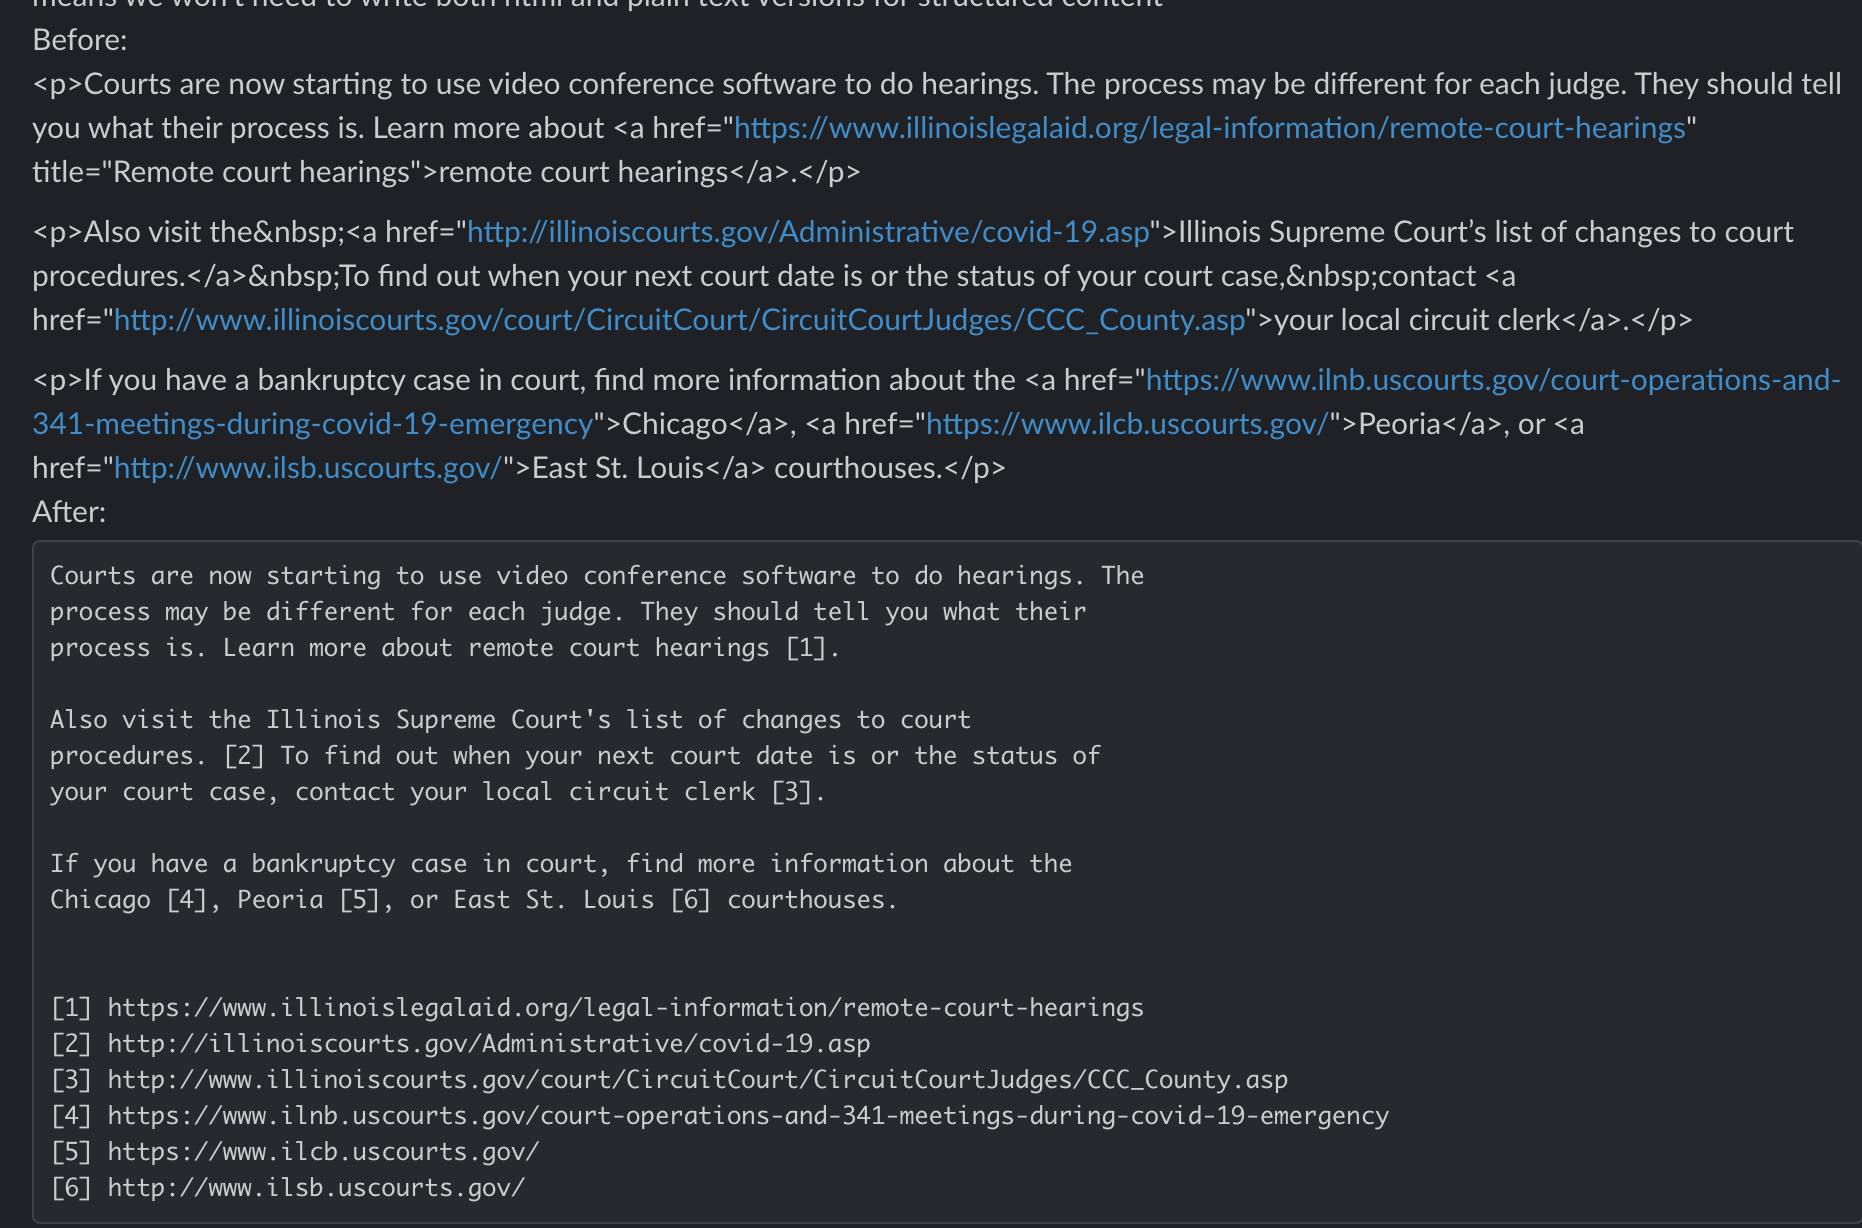 means we won't need to write both html and plain text versions for structured content
Before:
<p>Courts are now starting to use video conference software to do hearings. The process may be different for each judge. They should tell
you what their process is. Learn more about <a href="https://www.illinoislegalaid.org/legal-information/remote-court-hearings"
title="Remote court hearings">remote court hearings</a>.</p>
<p>Also visit the&nbsp;<a href="http://illinoiscourts.gov/Administrative/covid-19.asp">Illinois Supreme Court’s list of changes to court
procedures.</a>&nbsp;To find out when your next court date is or the status of your court case,&nbsp;contact <a
href="http://www.illinoiscourts.gov/court/CircuitCourt/CircuitCourtJudges/CCC_County.asp">your local circuit clerk</a>.</p>
<p>If you have a bankruptcy case in court, find more information about the <a href="https://www.ilnb.uscourts.gov/court-operations-and-
341-meetings-during-covid-19-emergency">Chicago</a>, <a href="https://www.ilcb.uscourts.gov/">Peoria</a>, or <a
href="http://www.ilsb.uscourts.gov/">East St. Louis</a> courthouses.</p>
After:
Courts are now starting to use video conference software to do hearings. The
process may be different for each judge. They should tell you what their
process is. Learn more about remote court hearings [1].
Also visit the Illinois Supreme Court's list of changes to court
procedures. [2] To find out when your next court date is or the status of
your court case, contact your local circuit clerk [3].
If you have a bankruptcy case in court, find more information about the
Chicago [4], Peoria [5], or East St. Louis [6] courthouses.
[1] https://www.illinoislegalaid.org/legal-information/remote-court-hearings
[2] http://illinoiscourts.gov/Administrative/covid-19.asp
[3] http://www.illinoiscourts.gov/court/CircuitCourt/CircuitCourtJudges/CCC_County.asp
[4] https://www.ilnb.uscourts.gov/court-operations-and-341-meetings-during-covid-19-emergency
[5] https://www.ilcb.uscourts.gov/
[6] http://www.ilsb.uscourts.gov/